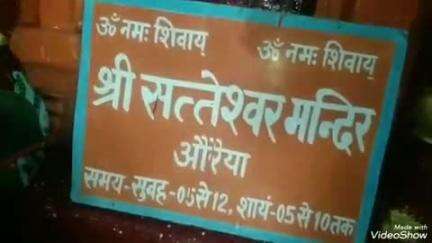 ॐ नमः शिवाय् ॐ नमः शिवाय्
श्री सत्तेश्वर मन्दिर
औरैया
समय-सुबह-05 से 12, शायं-05 से 10 तक
Made with
VideoShow